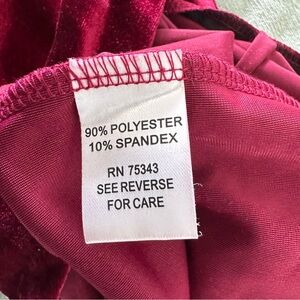 90% POLYESTER
10% SPANDEX
RN 75343
SEE REVERSE
FOR CARE